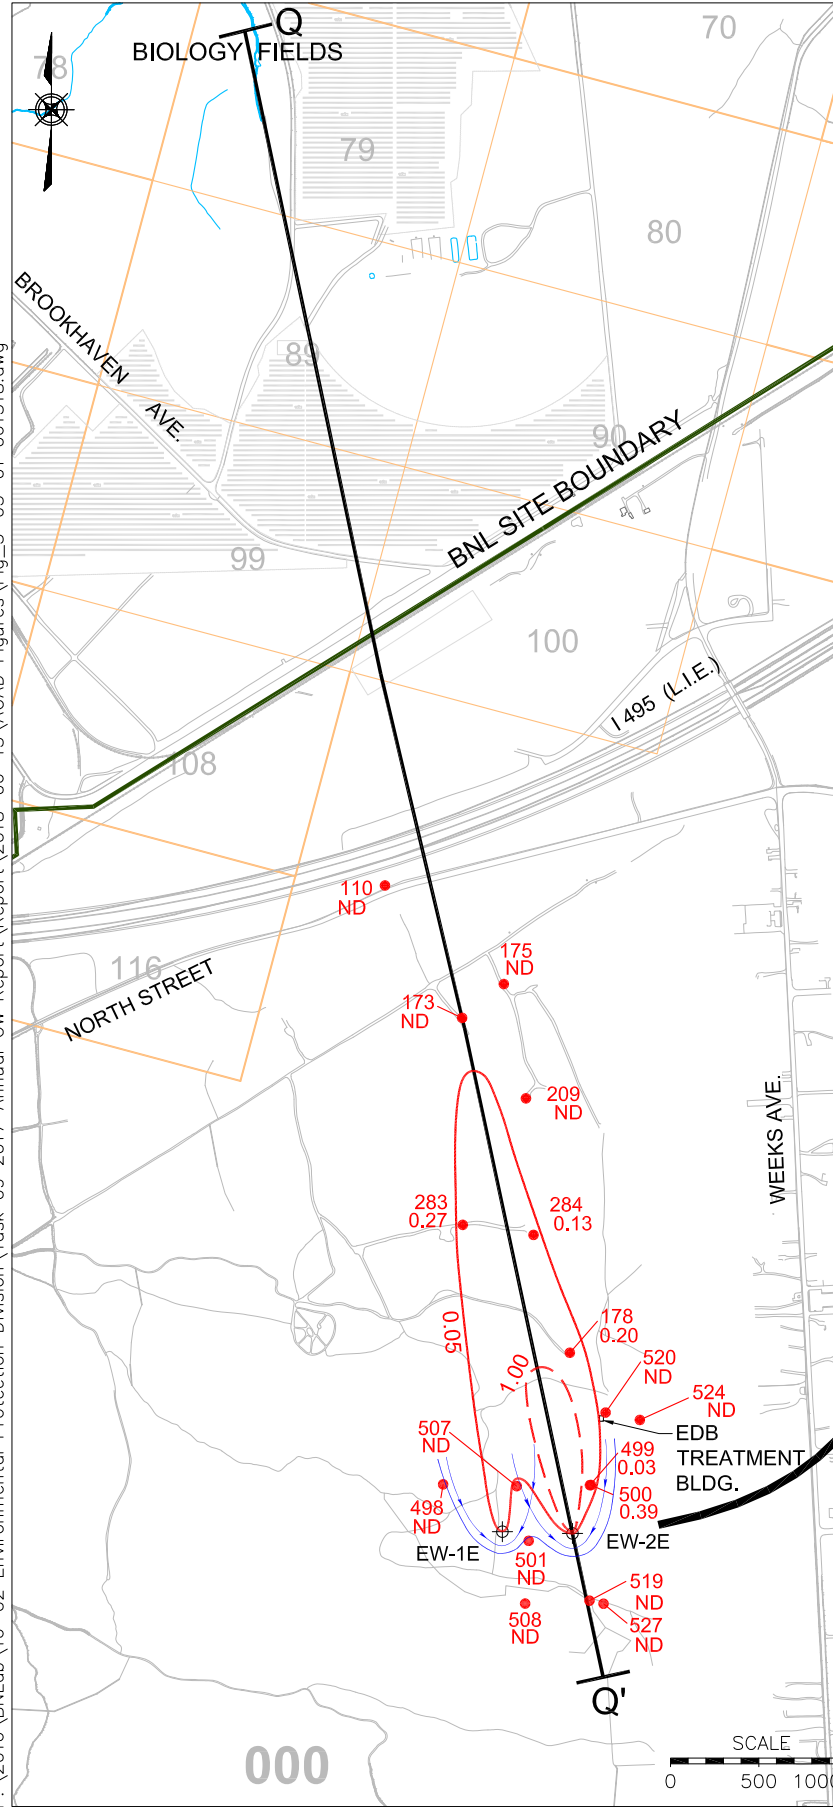 Q
BIOLOGY FIELDS
70
78
79
80
BROOKHAVEN AVE.
89
90
BNL SITE BOUNDARY
99
100
I 495 (L.I.E.)
108
110
ND
116
NORTH STREET
175
ND
173
ND
209
ND
WEEKS AVE.
283
0.27
284
0.13
0.05
178
0.20
1.00
520
ND
524
ND
EDB
TREATMENT
BLDG.
507
ND
499
0.03
500
0.39
498
ND
EW-1E
EW-2E
501
ND
519
ND
508
ND
527
ND
Q'
000
SCALE
0 500 1000